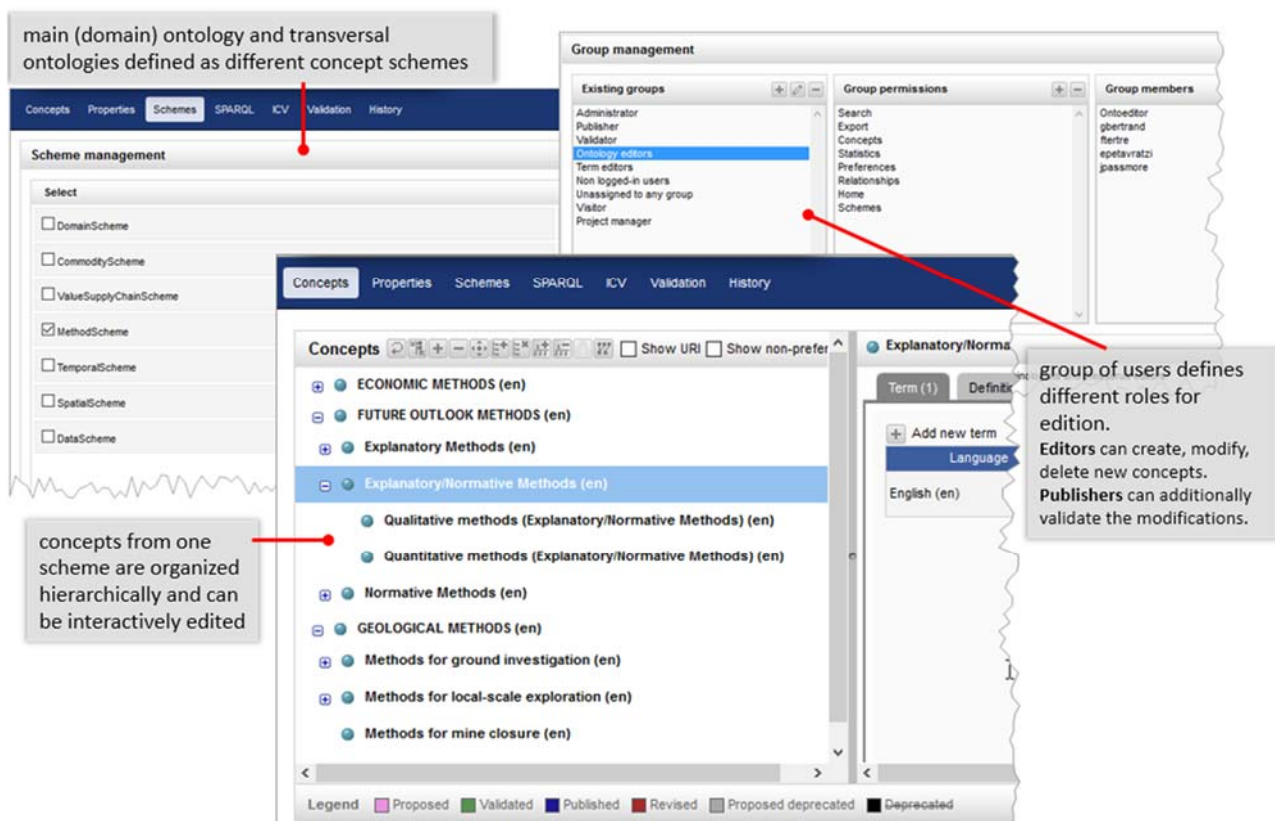 main (domain) ontology and transversal
ontologies defined as different concept schemes
Concepts Properties Schemes SPARQL ICV Validation History
Scheme management
Select
DomainScheme
CommodityScheme
ValueSupplyChainScheme
MethodScheme
TemporalScheme
SpatialScheme
DataScheme
Group management
Existing groups
Administrator
Publisher
Validator
Ontology editors
Term editors
Non logged-in users
Unassigned to any group
Visitor
Project manager
Group permissions
Search
Export
Concepts
Statistics
Preferences
Relationships
Home
Schemes
Group members
Ontoeditor
gbertrand
ftertre
epetavratzi
jpassmore
Concepts Properties Schemes SPARQL ICV Validation History
Concepts Show URI Show non-prefer
ECONOMIC METHODS (en)
FUTURE OUTLOOK METHODS (en)
Explanatory Methods (en)
Explanatory/Normative Methods (en)
Qualitative methods (Explanatory/Normative Methods) (en)
Quantitative methods (Explanatory/Normative Methods) (en)
Normative Methods (en)
GEOLOGICAL METHODS (en)
Methods for ground investigation (en)
Methods for local-scale exploration (en)
Methods for mine closure (en)
Explanatory/Norma
Term (1) Definitio
Add new term
Language
English (en)
group of users defines
different roles for
edition.
Editors can create, modify,
delete new concepts.
Publishers can additionally
validate the modifications.
concepts from one
scheme are organized
hierarchically and can
be interactively edited
Legend Proposed Validated Published Revised Proposed deprecated Deprecated